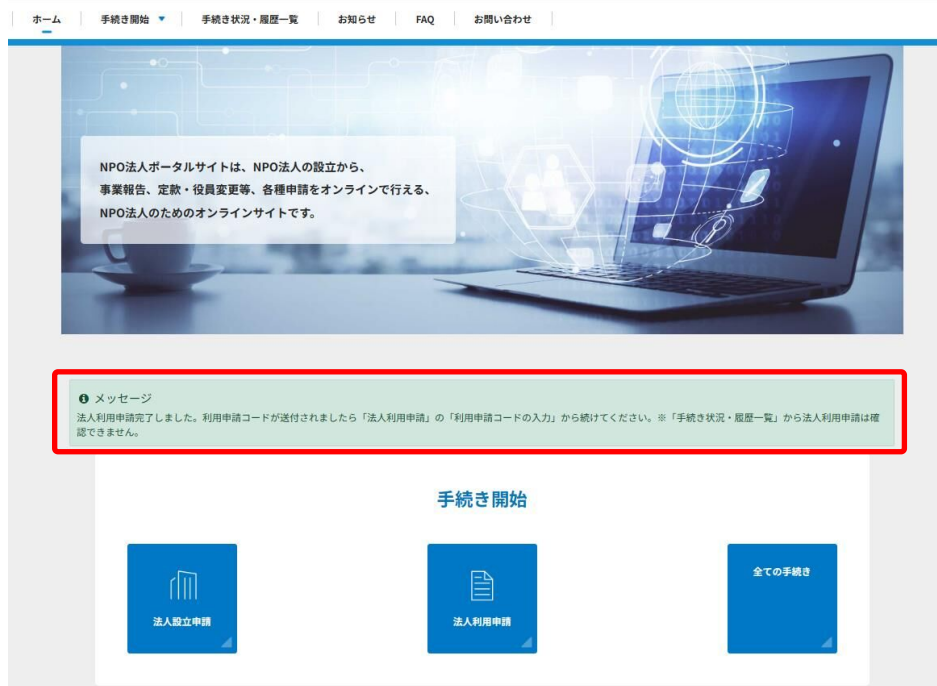 ホーム 手続き開始 ▼ 手続き状況・履歴一覧 お知らせ FAQ お問い合わせ
NPO法人ポータルサイトは、NPO法人の設立から、
事業報告、定款・役員変更等、各種申請をオンラインで行える、
NPO法人のためのオンラインサイトです。
メッセージ
法人利用申請完了しました。利用申請コードが送付されましたら「法人利用申請」の「利用申請コードの入力」から続けてください。※「手続き状況・履歴一覧」から法人利用申請は確
認できません。
手続き開始
法人設立申請
法人利用申請
全ての手続き